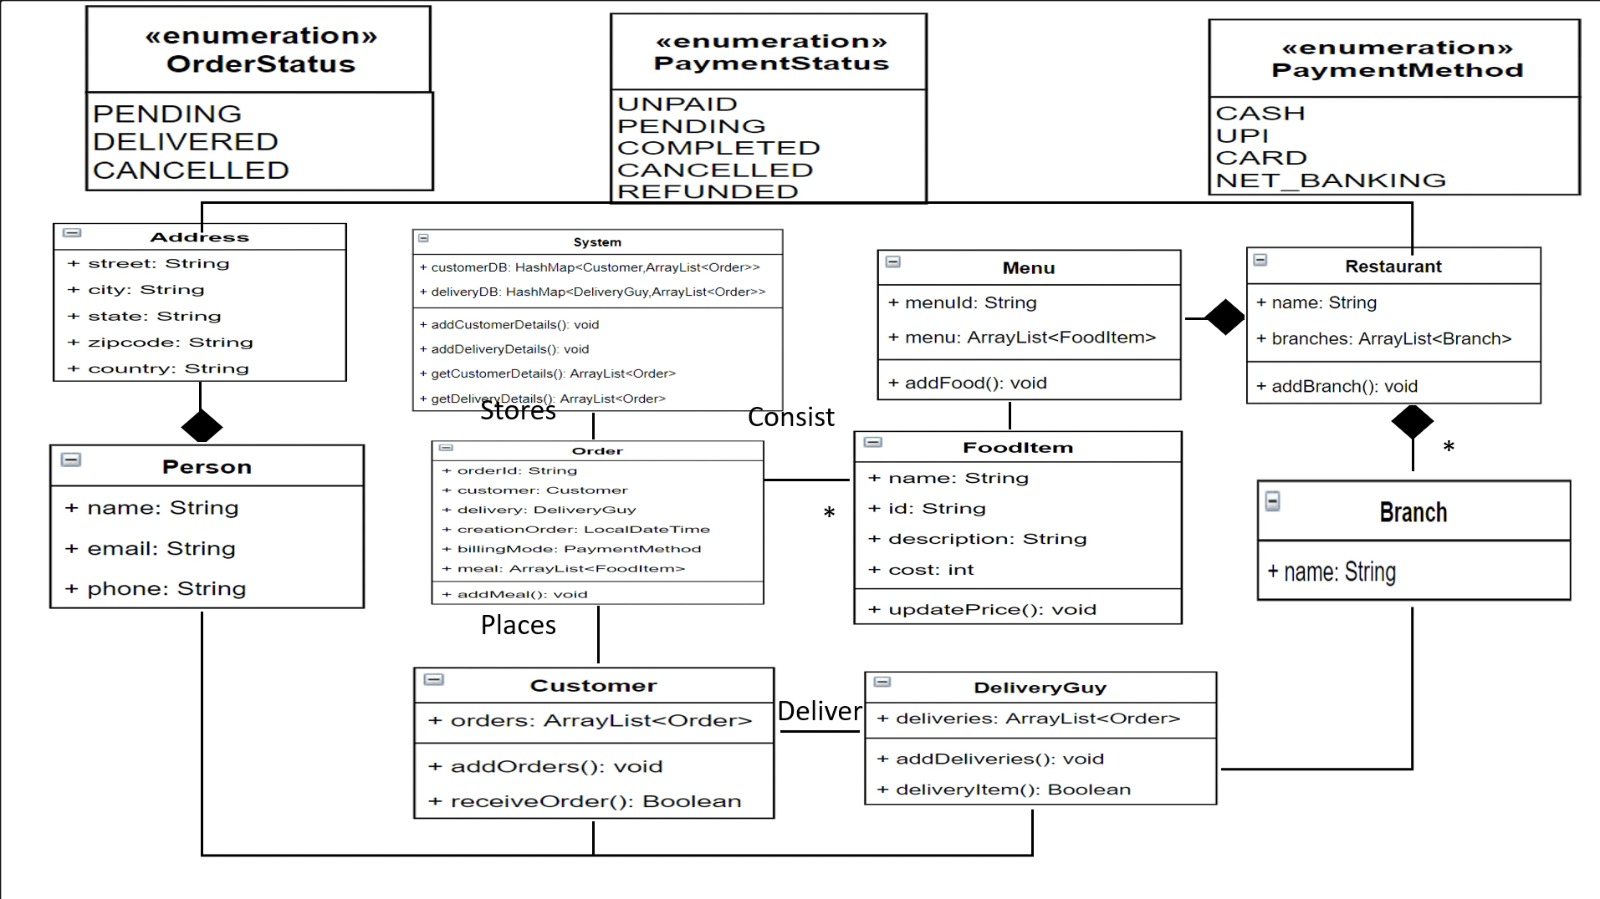 «enumeration»
OrderStatus
PENDING
DELIVERED
CANCELLED
«enumeration»
PaymentStatus
UNPAID
PENDING
COMPLETED
CANCELLED
REFUNDED
«enumeration»
PaymentMethod
CASH
UPI
CARD
NET_BANKING
Address
+ street: String
+ city: String
+ state: String
+ zipcode: String
+ country: String
System
+ customerDB: HashMap<Customer,ArrayList<Order>>
+ deliveryDB: HashMap<DeliveryGuy,ArrayList<Order>>
+ addCustomerDetails(): void
+ addDeliveryDetails(): void
+ getCustomerDetails(): ArrayList<Order>
+ getDeliveryDetails(): ArrayList<Order>
Menu
+ menuId: String
+ menu: ArrayList<FoodItem>
+ addFood(): void
Restaurant
+ name: String
+ branches: ArrayList<Branch>
+ addBranch(): void
Stores
Consist
*
*
Person
+ name: String
+ email: String
+ phone: String
Order
+ orderId: String
+ customer: Customer
+ delivery: DeliveryGuy
+ creationOrder: LocalDateTime
+ billingMode: PaymentMethod
+ meal: ArrayList<FoodItem>
+ addMeal(): void
FoodItem
+ name: String
+ id: String
+ description: String
+ cost: int
+ updatePrice(): void
Branch
+ name: String
Places
Customer
+ orders: ArrayList<Order>
+ addOrders(): void
+ receiveOrder(): Boolean
Deliver
DeliveryGuy
+ deliveries: ArrayList<Order>
+ addDeliveries(): void
+ deliveryItem(): Boolean